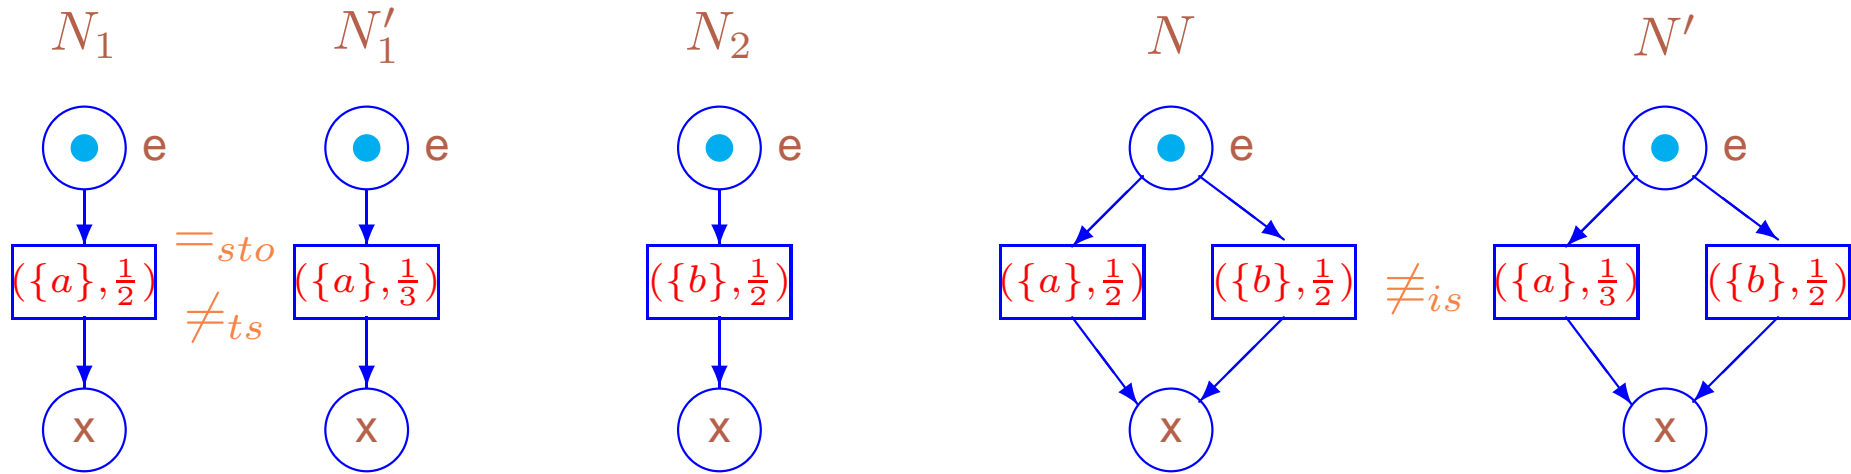 N₁ N′₁ N₂ N N′
e e e e e
=ₛₜₒ
({a}, 1/2) ({a}, 1/3) ({b}, 1/2) ({a}, 1/2) ({b}, 1/2) ≢ᵢₛ ({a}, 1/3) ({b}, 1/2)
≠ₜₛ
x x x x x